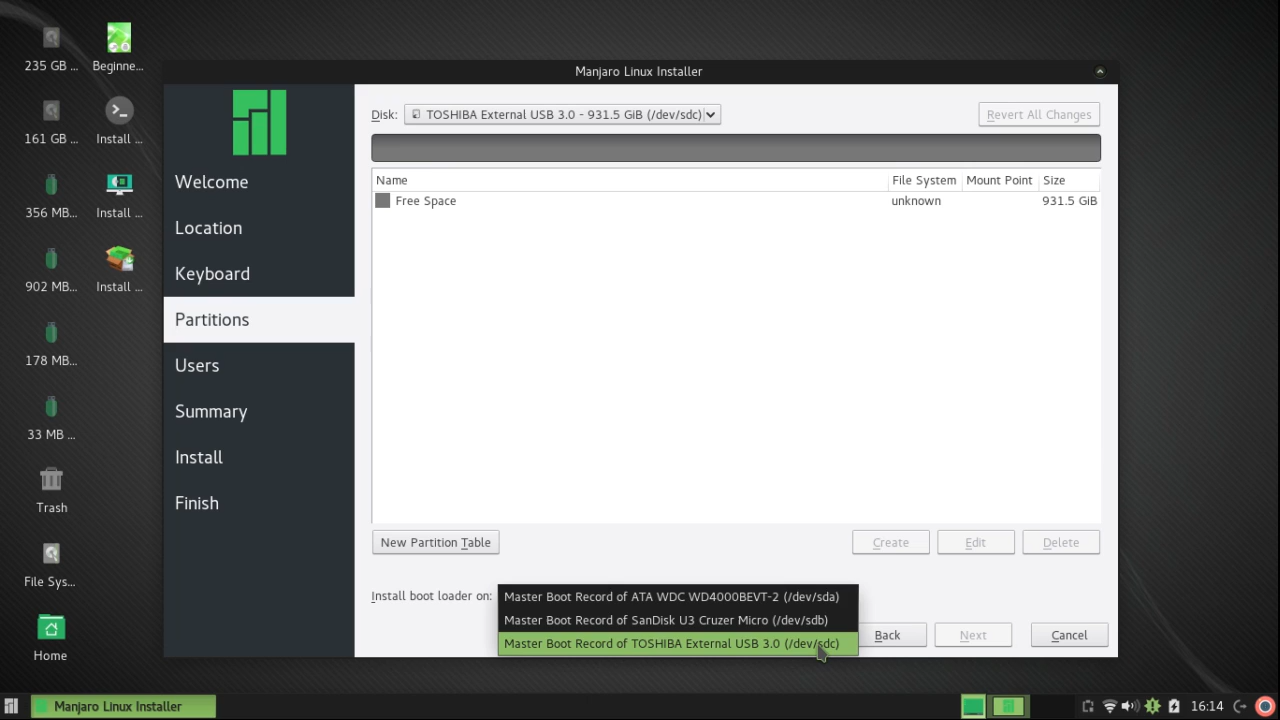 235 GB ...
Beginne...
161 GB ...
Install ...
356 MB...
Install ...
902 MB...
Install ...
178 MB...
33 MB ...
Trash
File Sys...
Home
Manjaro Linux Installer
Welcome
Location
Keyboard
Partitions
Users
Summary
Install
Finish
Disk: TOSHIBA External USB 3.0 - 931.5 GiB (/dev/sdc)
Revert All Changes
Name File System Mount Point Size
Free Space unknown 931.5 GiB
New Partition Table
Create Edit Delete
Install boot loader on:
Master Boot Record of ATA WDC WD4000BEVT-2 (/dev/sda)
Master Boot Record of SanDisk U3 Cruzer Micro (/dev/sdb)
Master Boot Record of TOSHIBA External USB 3.0 (/dev/sdc)
Back Next Cancel
Manjaro Linux Installer
16:14